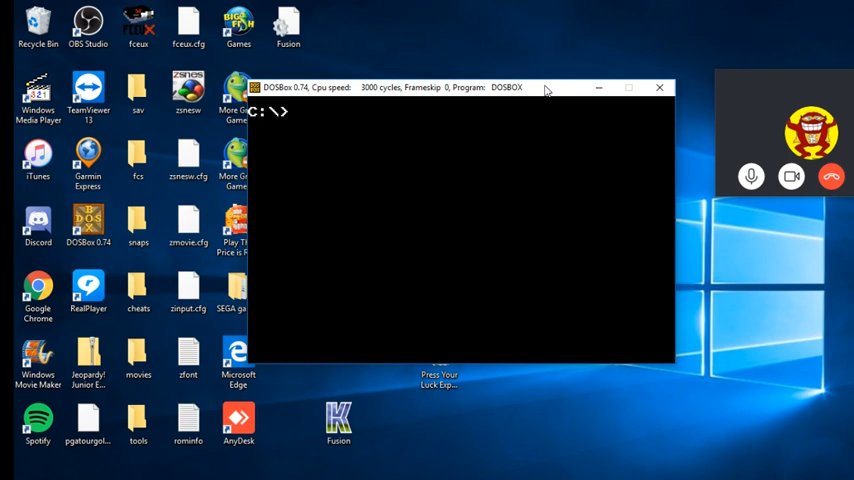 Recycle Bin
OBS Studio
fceux
fceux.cfg
Games
Fusion
DOSBox 0.74, Cpu speed: 3000 cycles, Frameskip 0, Program: DOSBOX
C:\>
Windows
Media Player
TeamViewer
13
sav
zsnesw
More
Game
iTunes
Garmin
Express
fcs
zsnesw.cfg
More Gr
Game
Discord
DOSBox 0.74
snaps
zmovie.cfg
Play Th
Price is R
Google
Chrome
RealPlayer
cheats
zinput.cfg
SEGA ga
Windows
Movie Maker
Jeopardy!
Junior E...
movies
zfont
Microsoft
Edge
Press Your
Luck Exp...
Spotify
pgatourgol...
tools
rominfo
AnyDesk
Fusion